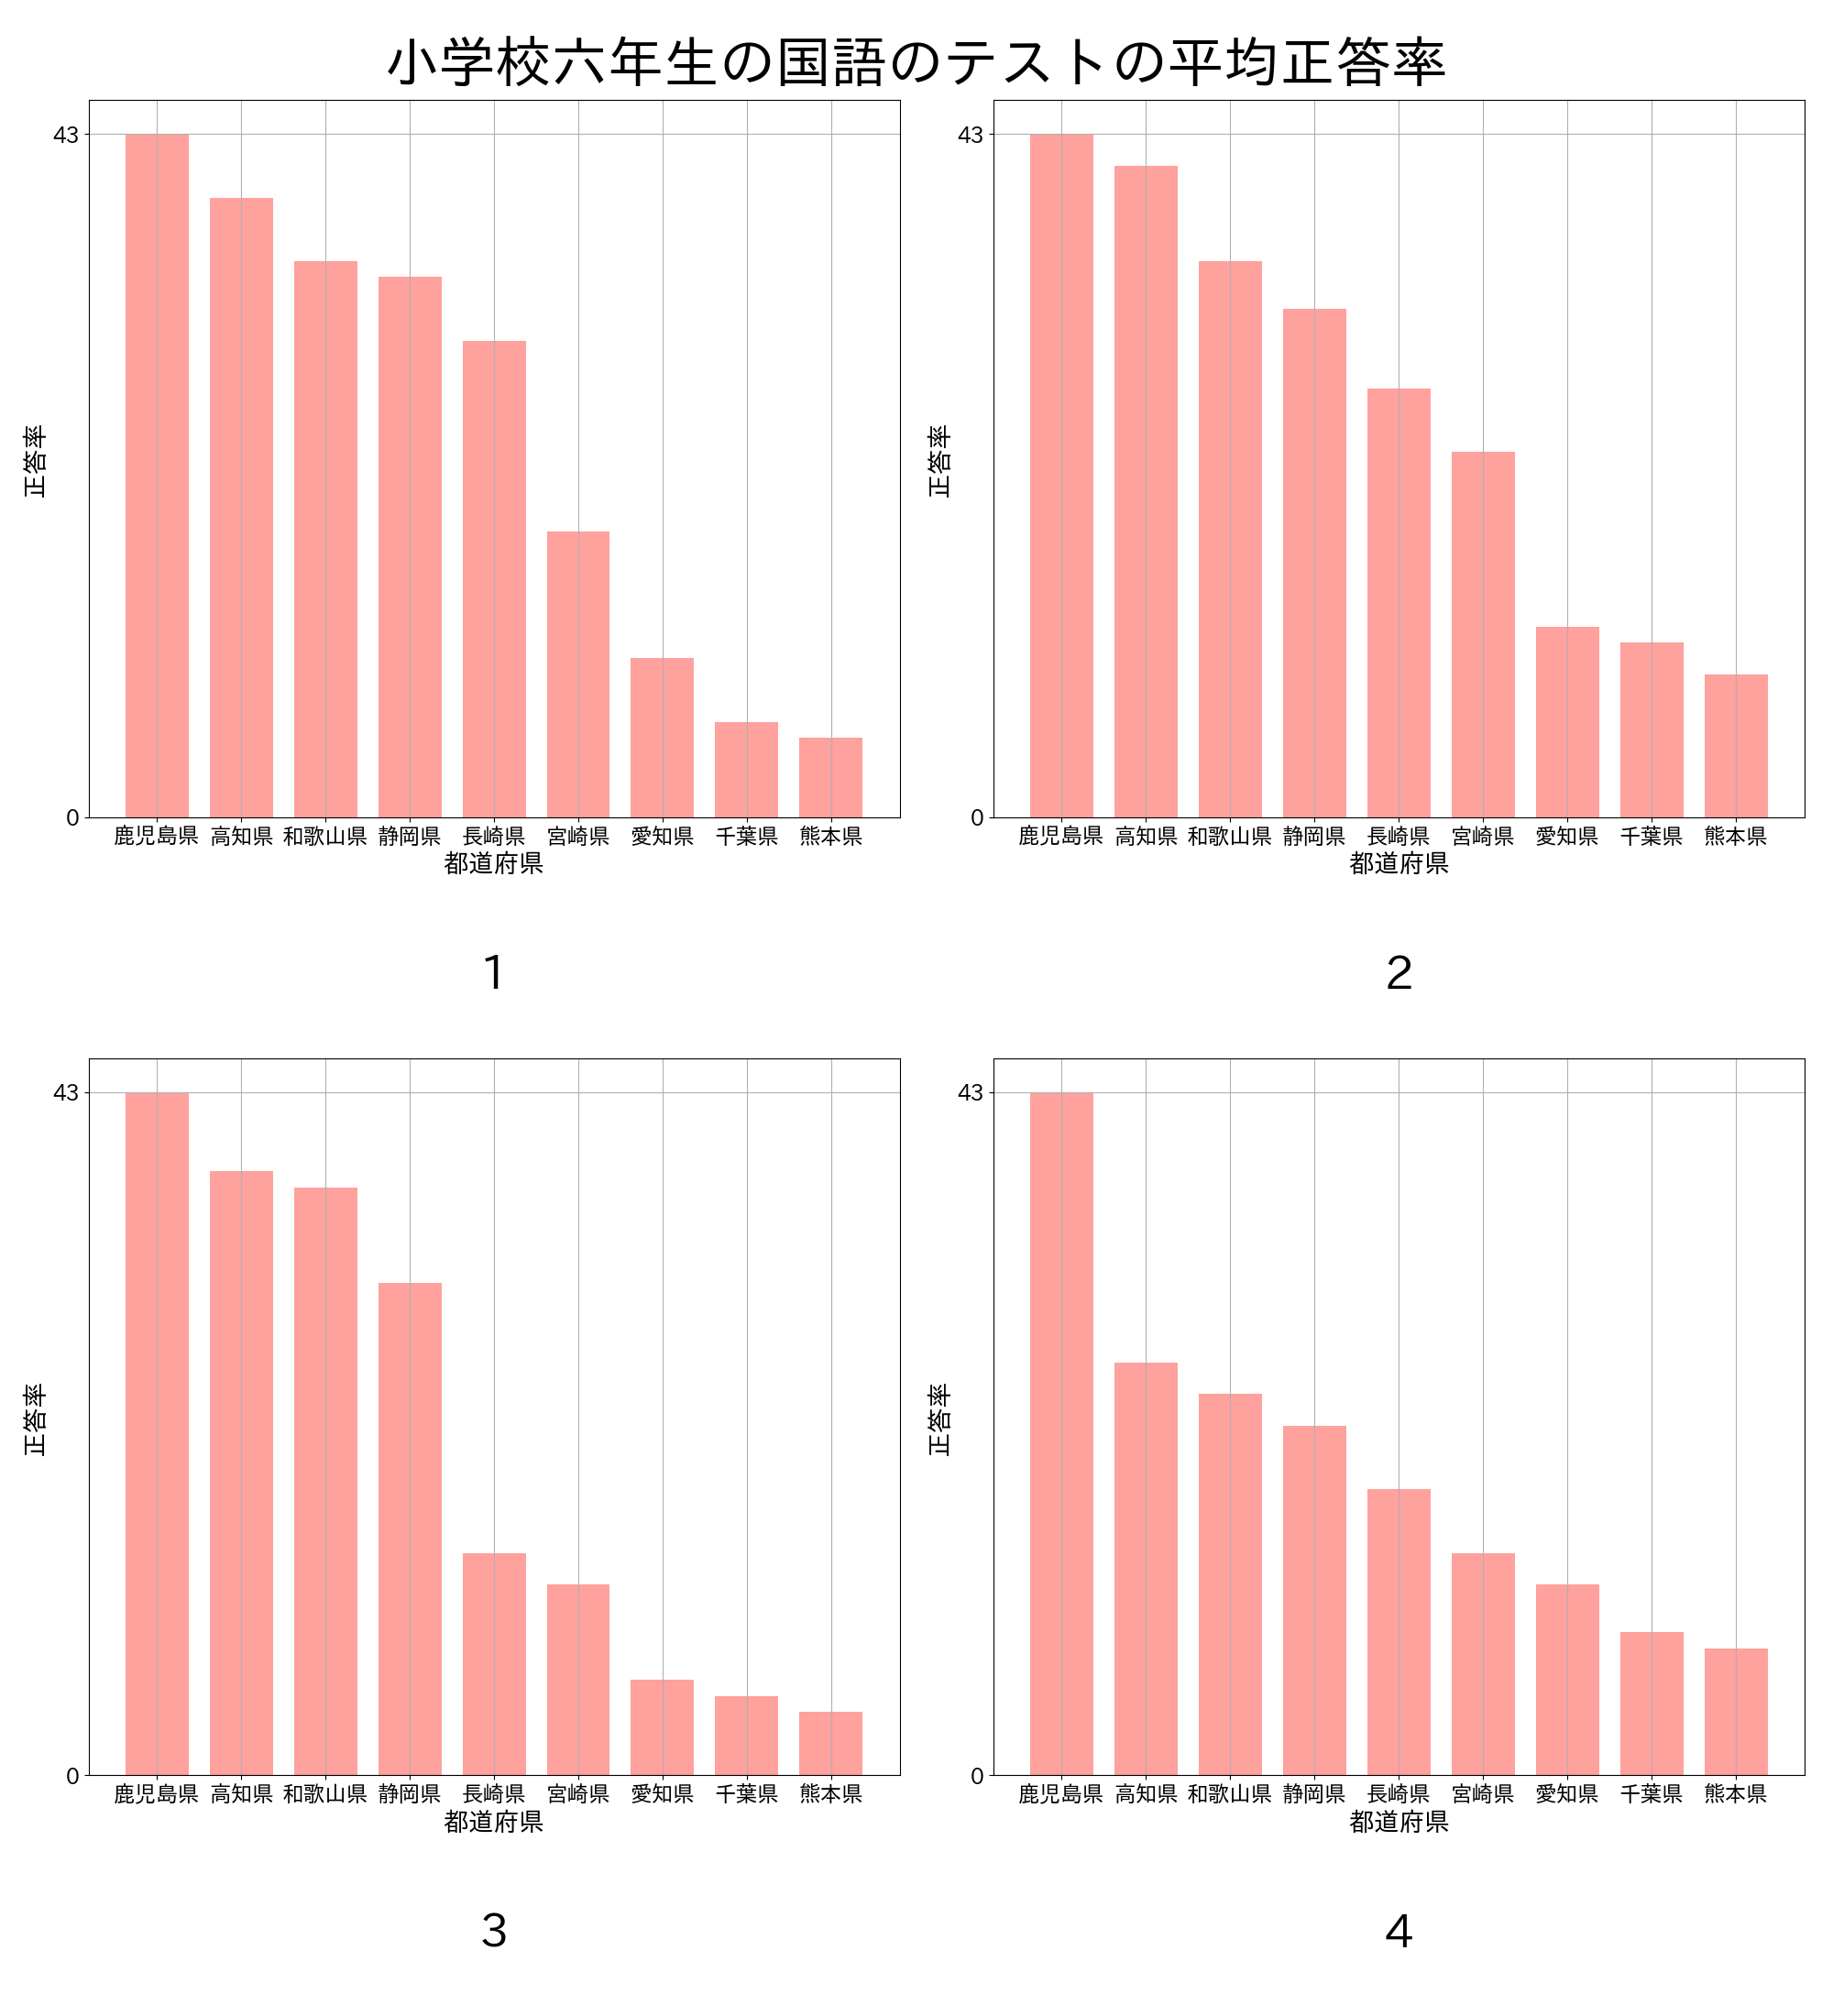 小学校六年生の国語のテストの平均正答率
43
正答率
0
鹿児島県 高知県 和歌山県 静岡県 長崎県 宮崎県 愛知県 千葉県 熊本県
都道府県
1
43
正答率
0
鹿児島県 高知県 和歌山県 静岡県 長崎県 宮崎県 愛知県 千葉県 熊本県
都道府県
2
43
正答率
0
鹿児島県 高知県 和歌山県 静岡県 長崎県 宮崎県 愛知県 千葉県 熊本県
都道府県
3
43
正答率
0
鹿児島県 高知県 和歌山県 静岡県 長崎県 宮崎県 愛知県 千葉県 熊本県
都道府県
4